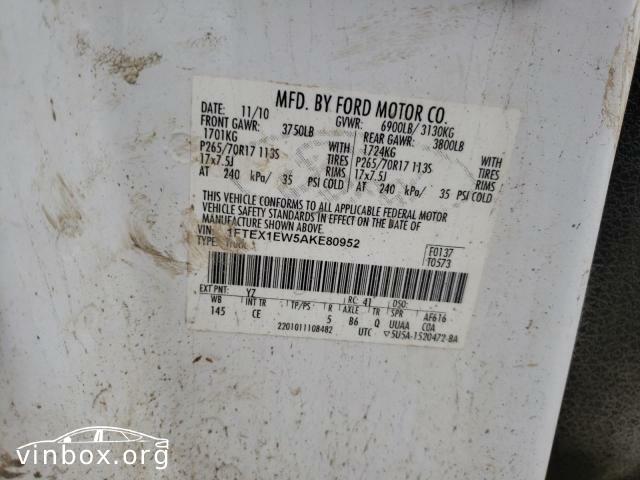 MFD. BY FORD MOTOR CO.
DATE: 11/10 GVWR: 6900LB/ 3130KG
FRONT GAWR: 3750LB REAR GAWR: 3800LB
1701KG WITH 1724KG WITH
P265/70R17 113S TIRES P265/70R17 113S TIRES
17x7.5J RIMS 17x7.5J RIMS
AT 240 kPa/ 35 PSI COLD AT 240 kPa/ 35 PSI COLD
THIS VEHICLE CONFORMS TO ALL APPLICABLE FEDERAL MOTOR
VEHICLE SAFETY STANDARDS IN EFFECT ON THE DATE OF
MANUFACTURE SHOWN ABOVE.
VIN: 1FTEX1EW5AKE80952
TYPE: F0137
T0573
EXT PNT: YZ RC: 41 DSO:
WB INT TR TP/PS R AXLE TR SPR AF616
145 CE 5 B6 Q UUAA C0A
2201011108482 UTC ▽5U5A-1520472-BA
vinbox.org